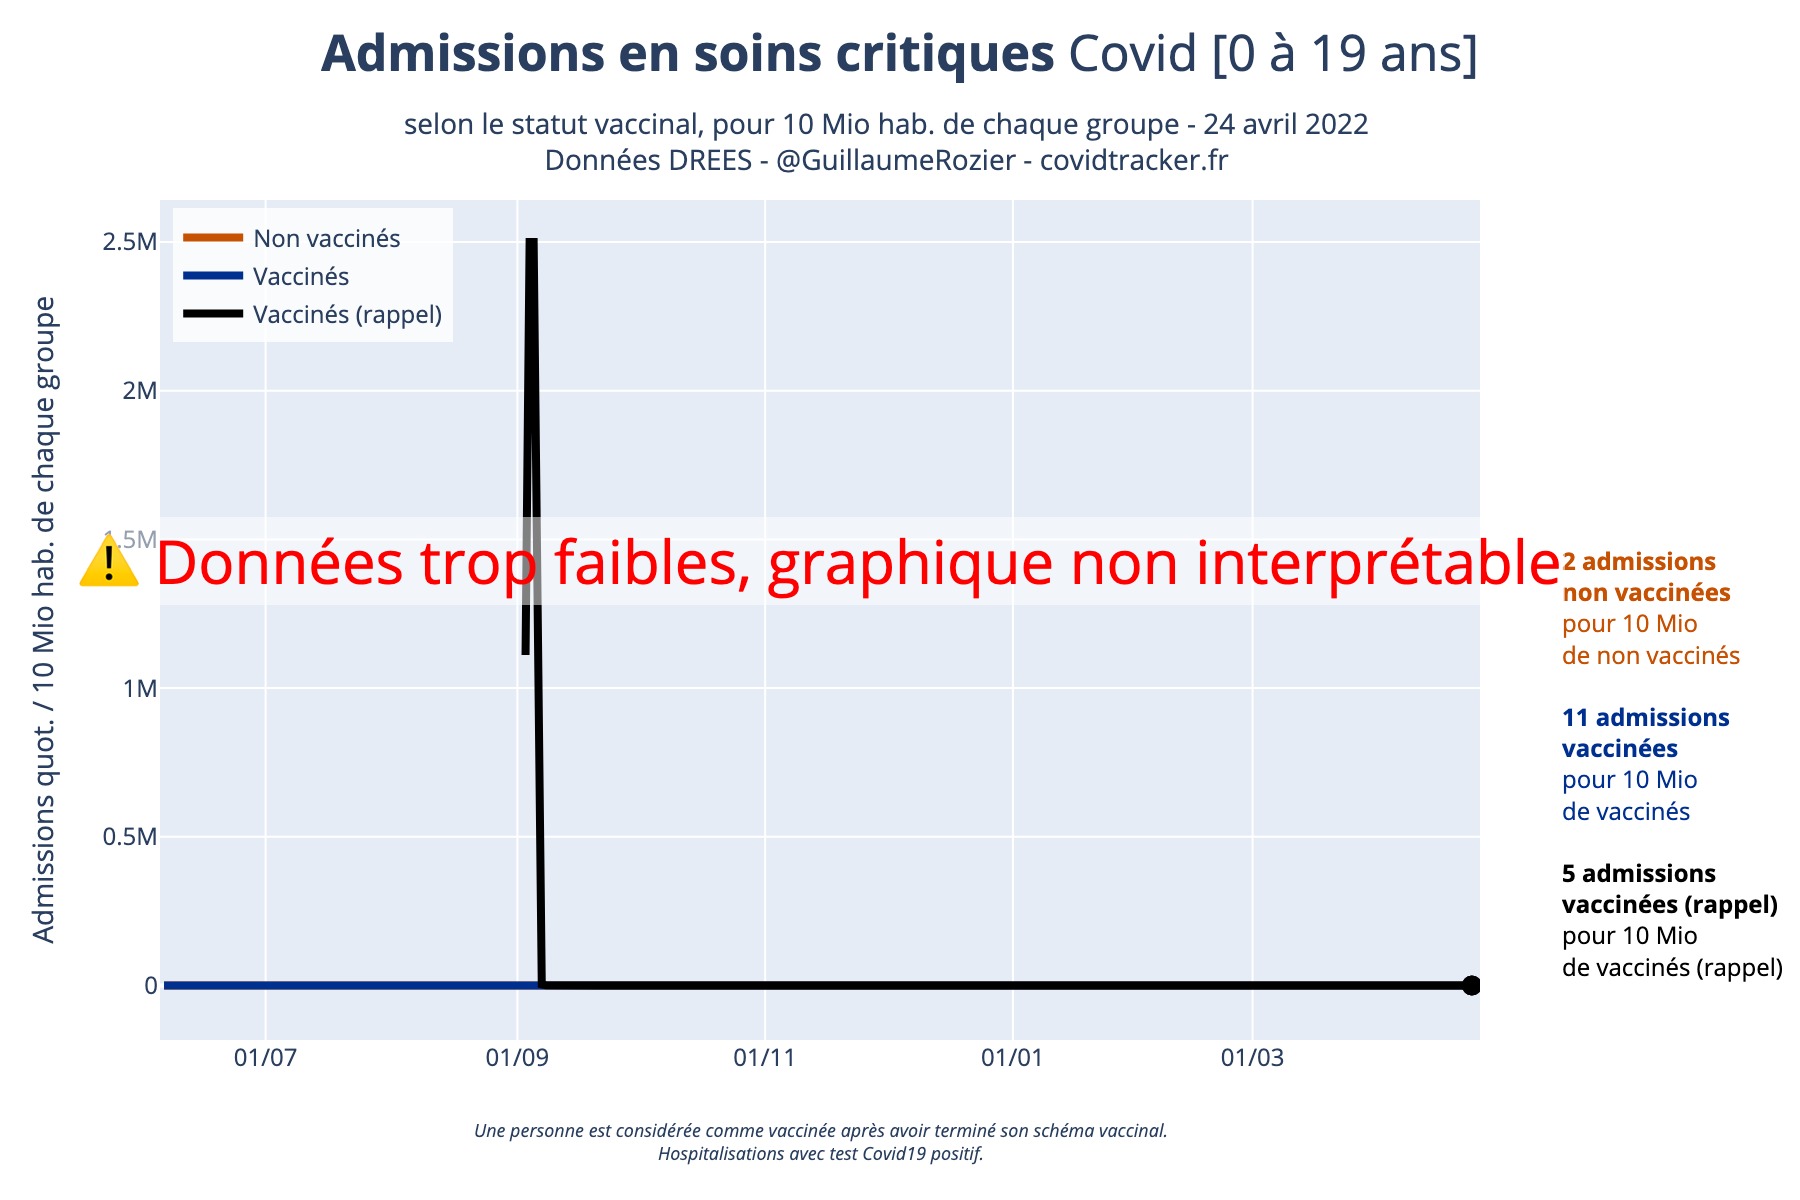 Admissions en soins critiques Covid [0 à 19 ans]
selon le statut vaccinal, pour 10 Mio hab. de chaque groupe - 24 avril 2022
Données DREES - @GuillaumeRozier - covidtracker.fr
Admissions quot. / 10 Mio hab. de chaque groupe
2.5M
2M
1.5M
1M
0.5M
0
Non vaccinés
Vaccinés
Vaccinés (rappel)
⚠️ Données trop faibles, graphique non interprétable
2 admissions
non vaccinées
pour 10 Mio
de non vaccinés
11 admissions
vaccinées
pour 10 Mio
de vaccinés
5 admissions
vaccinées (rappel)
pour 10 Mio
de vaccinés (rappel)
01/07 01/09 01/11 01/01 01/03
Une personne est considérée comme vaccinée après avoir terminé son schéma vaccinal.
Hospitalisations avec test Covid19 positif.